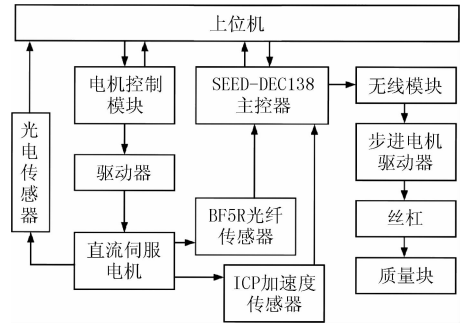 上位机
电机控制
模块
SEED-DEC138
主控器
无线模块
光电传感器
驱动器
步进电机
驱动器
BF5R光纤
传感器
丝杠
直流伺服
电机
ICP加速度
传感器
质量块